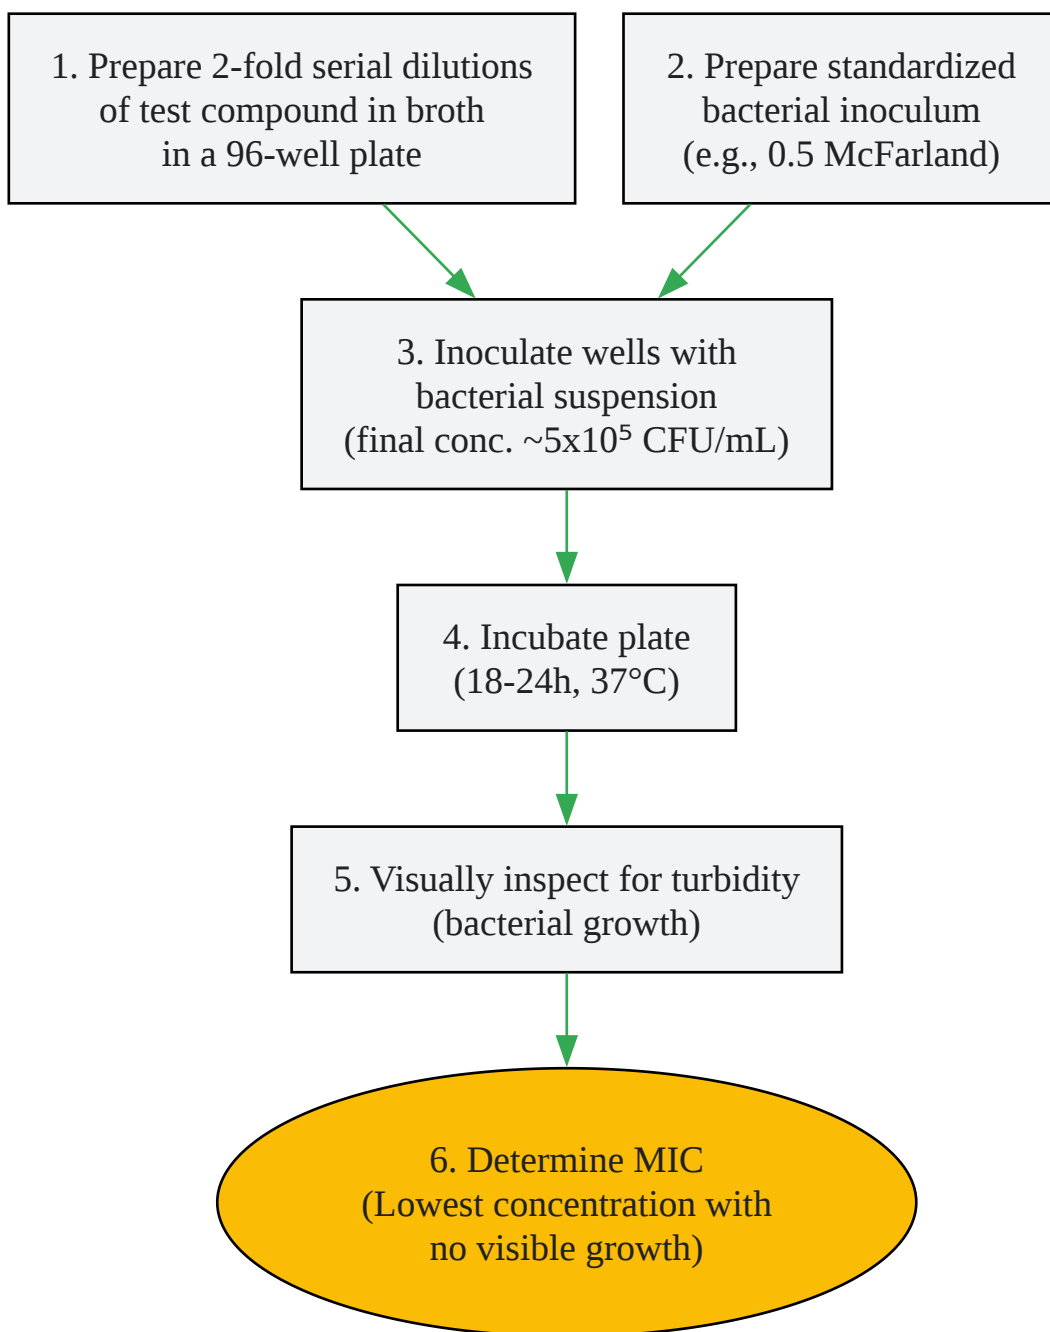 1. Prepare 2-fold serial dilutions
of test compound in broth
in a 96-well plate
2. Prepare standardized
bacterial inoculum
(e.g., 0.5 McFarland)
3. Inoculate wells with
bacterial suspension
(final conc. ~5x10⁵ CFU/mL)
4. Incubate plate
(18-24h, 37°C)
5. Visually inspect for turbidity
(bacterial growth)
6. Determine MIC
(Lowest concentration with
no visible growth)